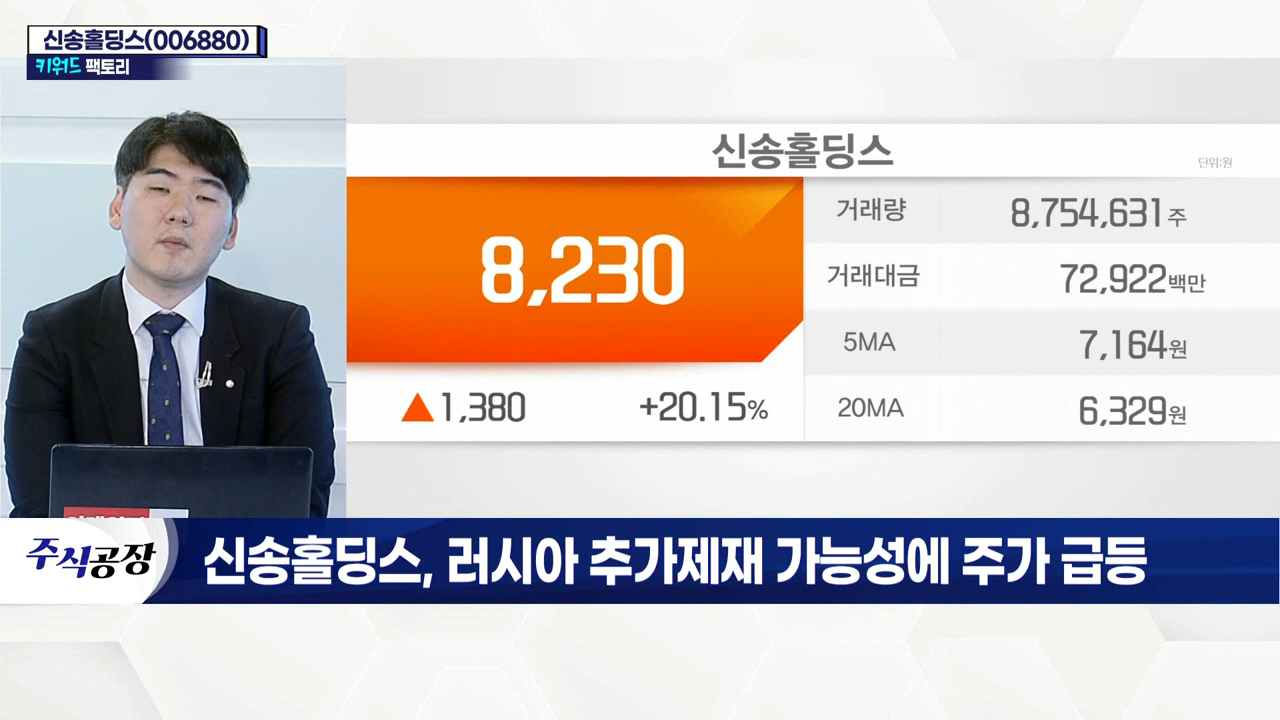 신송홀딩스(006880)
키워드 팩토리
신송홀딩스
단위:원
8,230
▲1,380 +20.15%
거래량 8,754,631주
거래대금 72,922백만
5MA 7,164원
20MA 6,329원
주식공장
신송홀딩스, 러시아 추가제재 가능성에 주가 급등